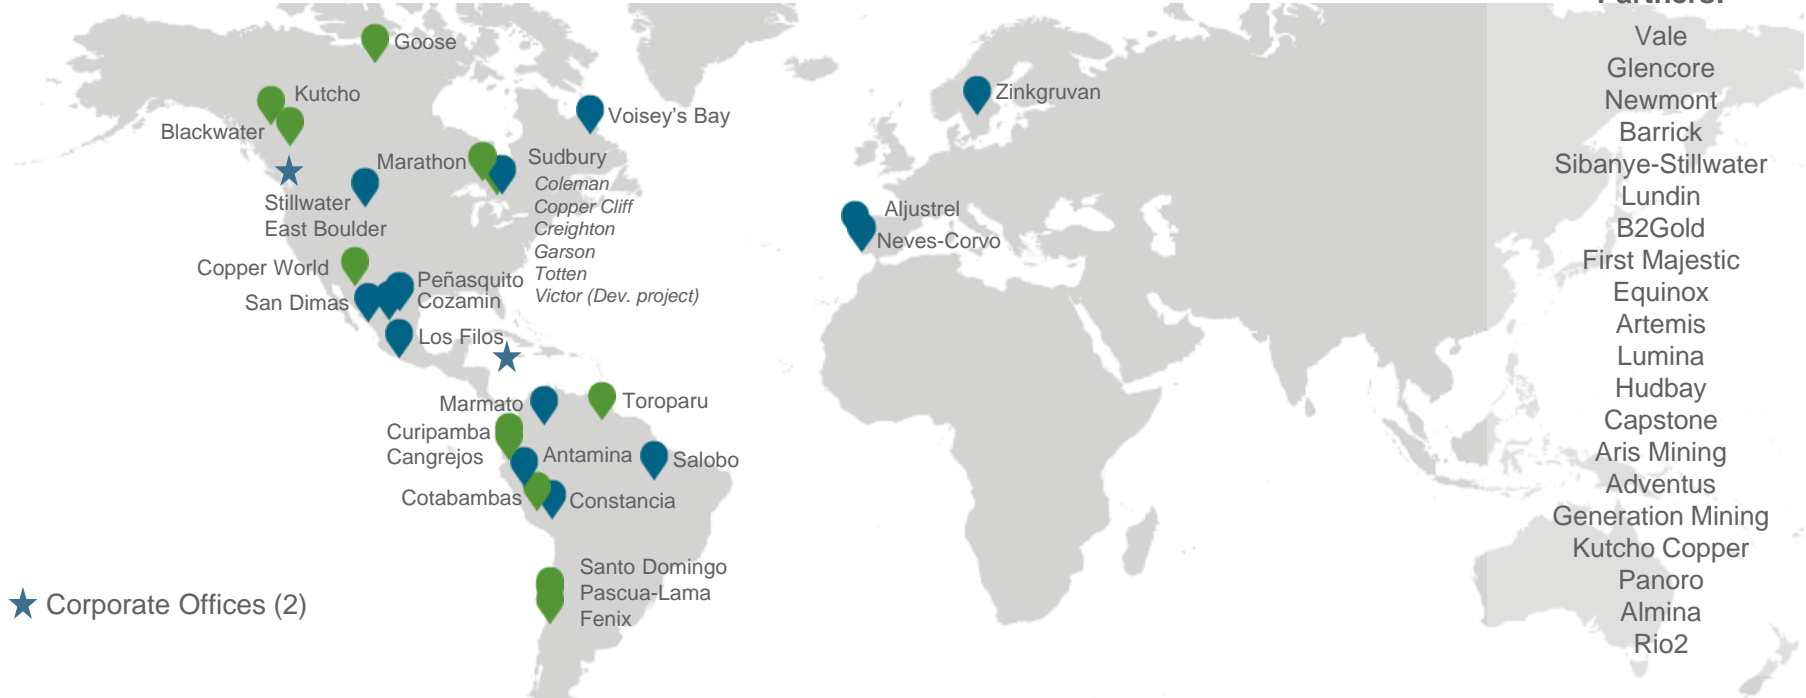 Partners:
Goose
Kutcho
Blackwater
Marathon
Stillwater
East Boulder
Copper World
San Dimas
Peñasquito
Cozamin
Los Filos
Voisey's Bay
Sudbury
Coleman
Copper Cliff
Creighton
Garson
Totten
Victor (Dev. project)
Zinkgruvan
Aljustrel
Neves-Corvo
Marmato
Toroparu
Curipamba
Cangrejos
Antamina
Salobo
Cotabambas
Constancia
Santo Domingo
Pascua-Lama
Fenix
Corporate Offices (2)
Vale
Glencore
Newmont
Barrick
Sibanye-Stillwater
Lundin
B2Gold
First Majestic
Equinox
Artemis
Lumina
Hudbay
Capstone
Aris Mining
Adventus
Generation Mining
Kutcho Copper
Panoro
Almina
Rio2